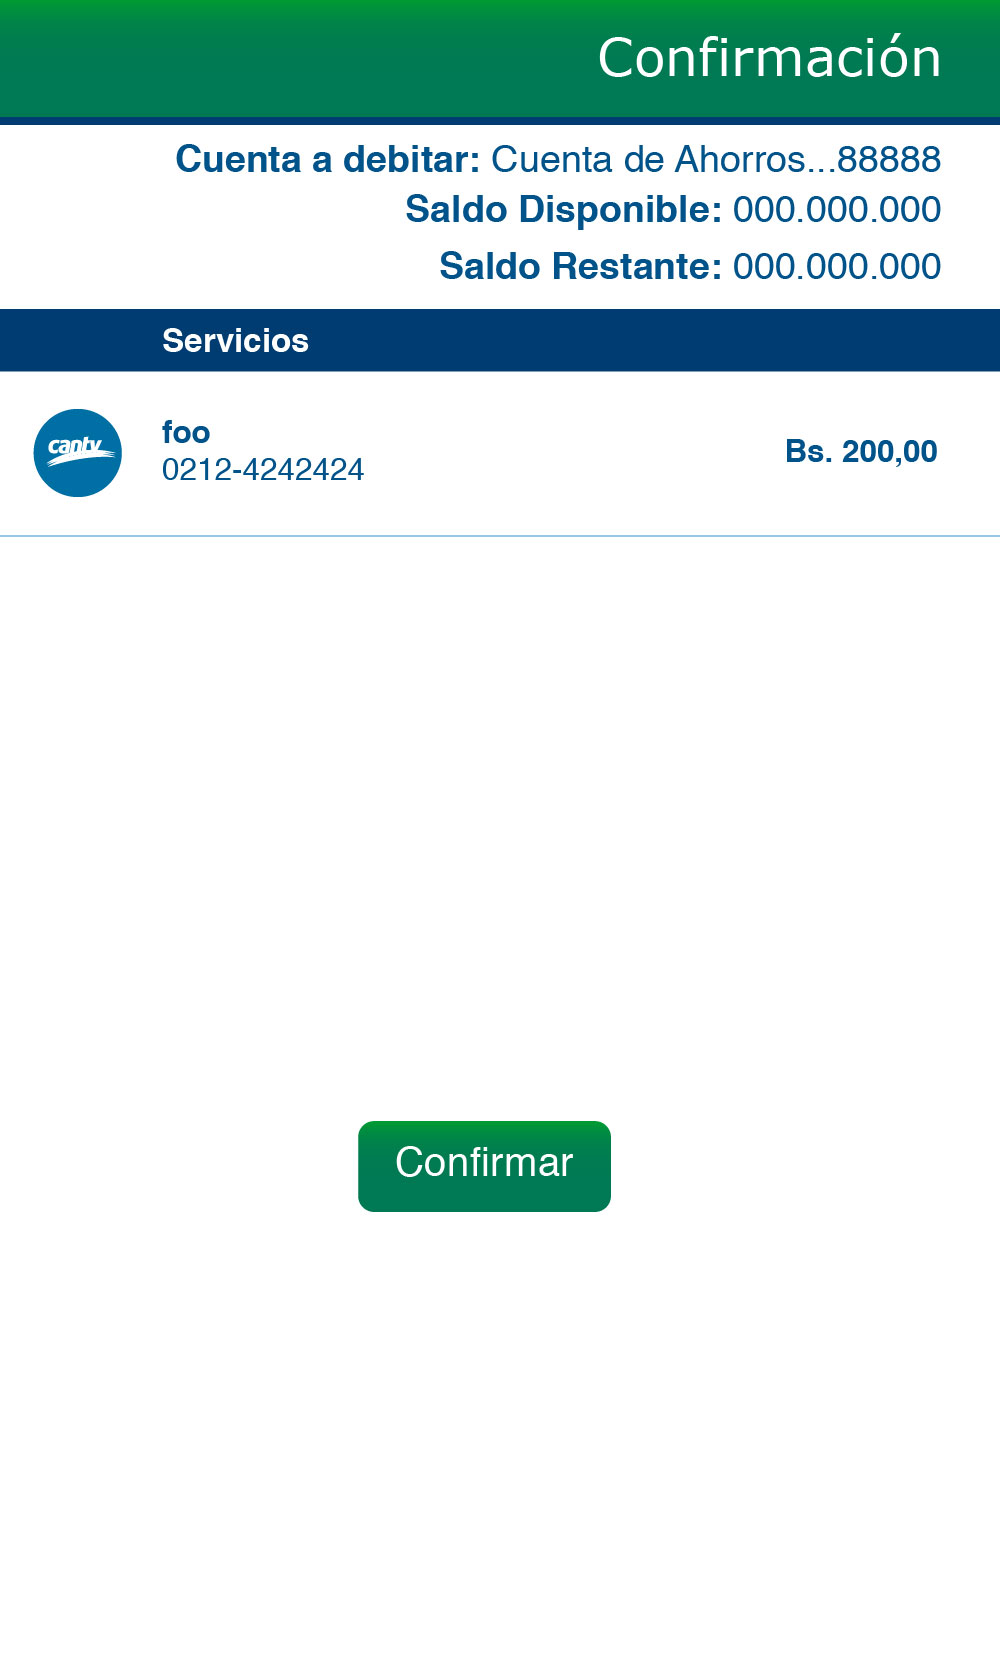 Confirmación
Cuenta a debitar: Cuenta de Ahorros...88888
Saldo Disponible: 000.000.000
Saldo Restante: 000.000.000
Servicios
cantv
foo
0212-4242424
Bs. 200,00
Confirmar